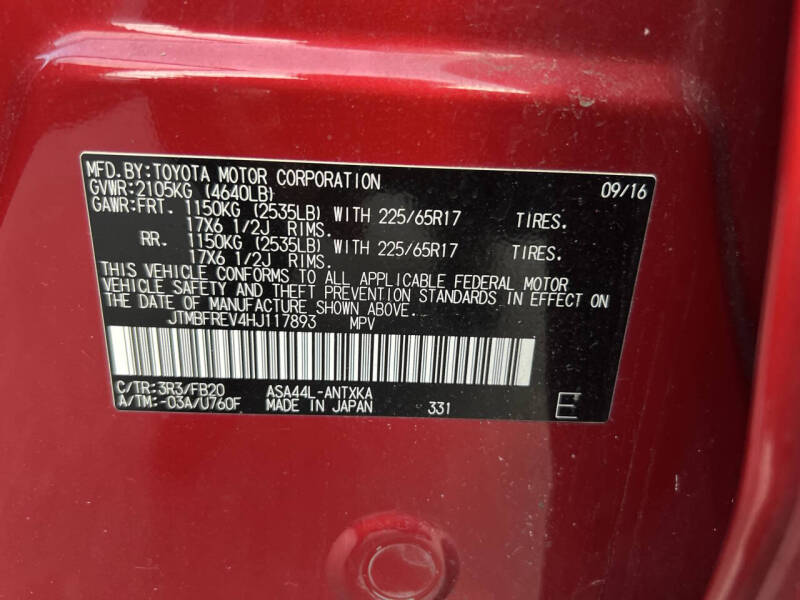 MFD.BY:TOYOTA MOTOR CORPORATION 09/16
GVWR:2105KG (4640LB)
GAWR:FRT. 1150KG (2535LB) WITH 225/65R17 TIRES.
17X6 1/2J RIMS.
RR. 1150KG (2535LB) WITH 225/65R17 TIRES.
17X6 1/2J RIMS.
THIS VEHICLE CONFORMS TO ALL APPLICABLE FEDERAL MOTOR
VEHICLE SAFETY AND THEFT PREVENTION STANDARDS IN EFFECT ON
THE DATE OF MANUFACTURE SHOWN ABOVE.
JTMBFREV4HJ117893 MPV
C/TR:3R3/FB20 ASA44L-ANTXKA
A/TM:-03A/U760F MADE IN JAPAN 331 E